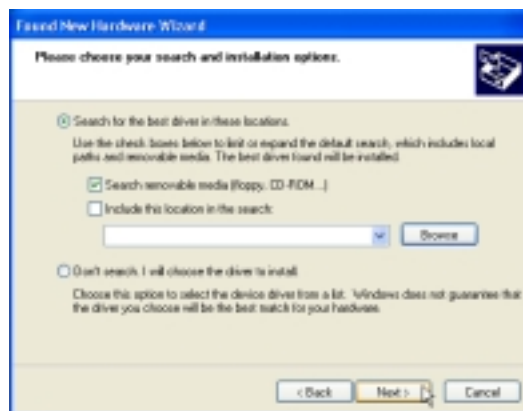 Found New Hardware Wizard
Please choose your search and installation options.
Search for the best driver in these locations.
Use the check boxes below to limit or expand the default search, which includes local
paths and removable media. The best driver found will be installed.
Search removable media (floppy, CD-ROM...)
Include this location in the search:
Browse
Don't search. I will choose the driver to install.
Choose this option to select the device driver from a list. Windows does not guarantee that
the driver you choose will be the best match for your hardware.
< Back
Next >
Cancel